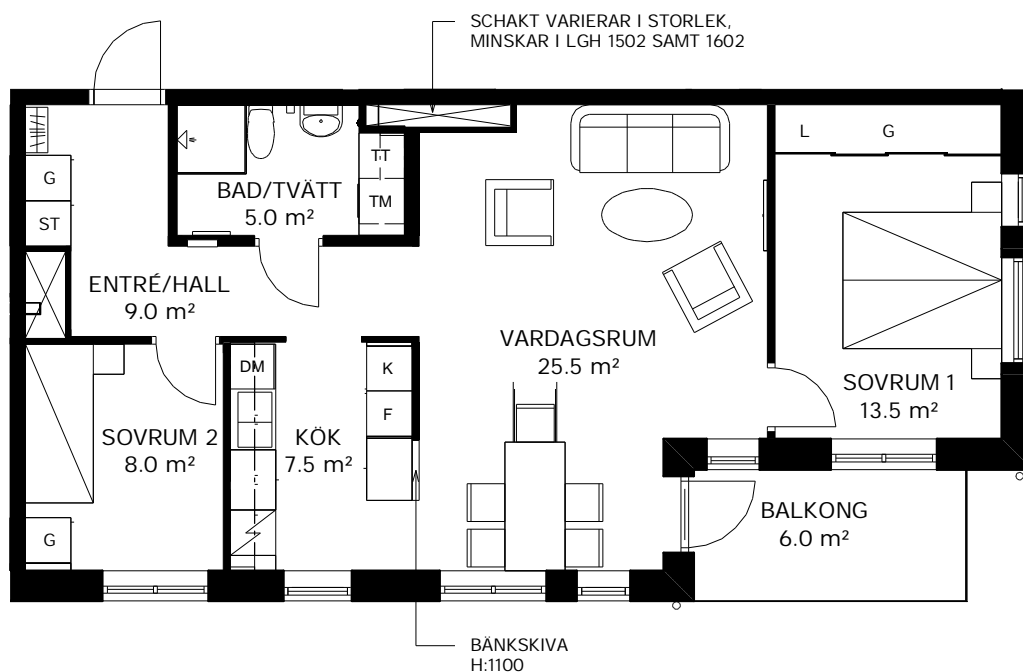 SCHAKT VARIERAR I STORLEK,
MINSKAR I LGH 1502 SAMT 1602
L
G
TT
G
BAD/TVÄTT
TM
5.0 m²
ST
ENTRÉ/HALL
9.0 m²
VARDAGSRUM
25.5 m²
DM
K
SOVRUM 1
13.5 m²
F
SOVRUM 2
8.0 m²
KÖK
7.5 m²
BALKONG
6.0 m²
G
BÄNKSKIVA
H:1100